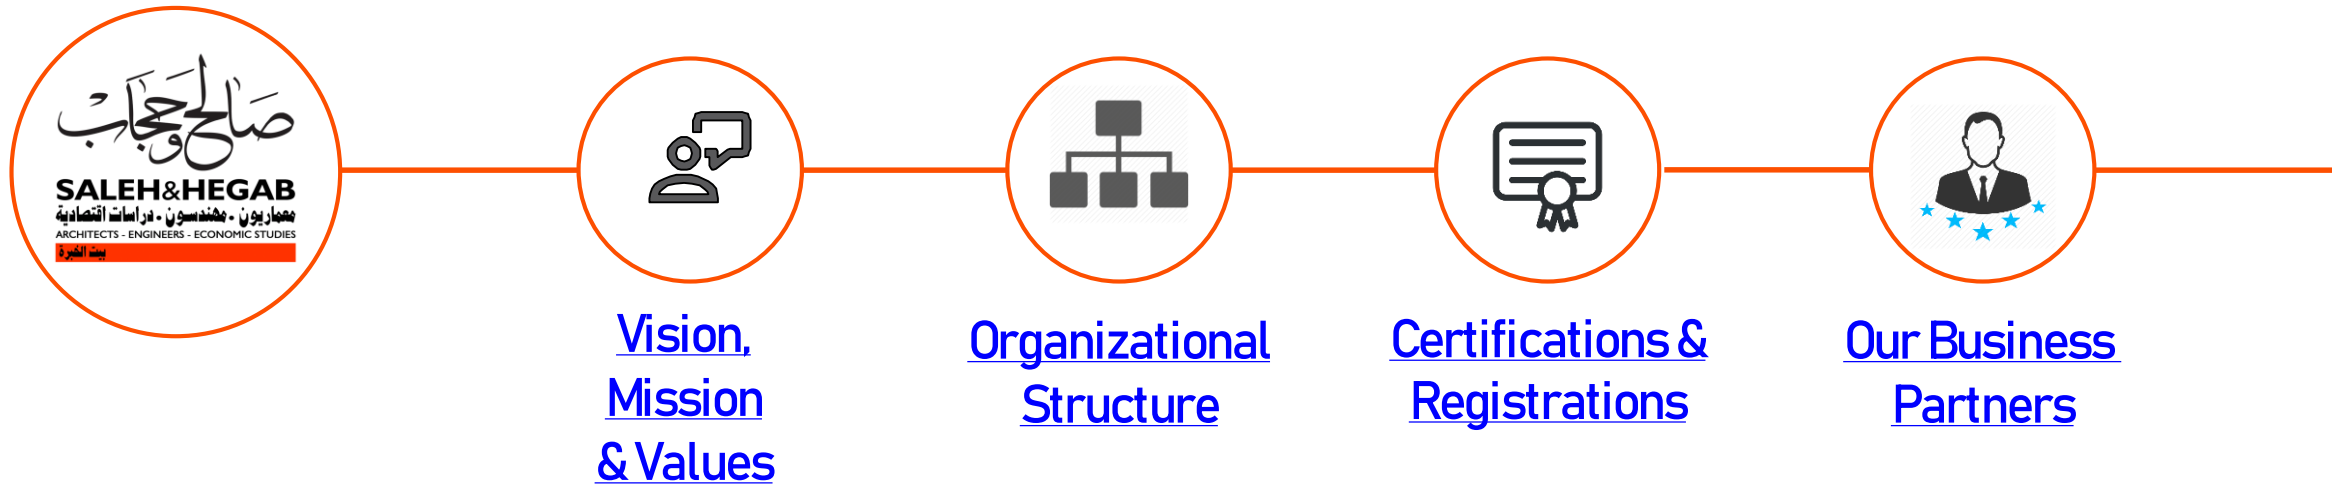 صالح وحجاب
SALEH&HEGAB
معماريون - مهندسون - دراسات اقتصادية
ARCHITECTS - ENGINEERS - ECONOMIC STUDIES
بيت الخبرة
Vision,
Mission
& Values
Organizational
Structure
Certifications &
Registrations
Our Business
Partners